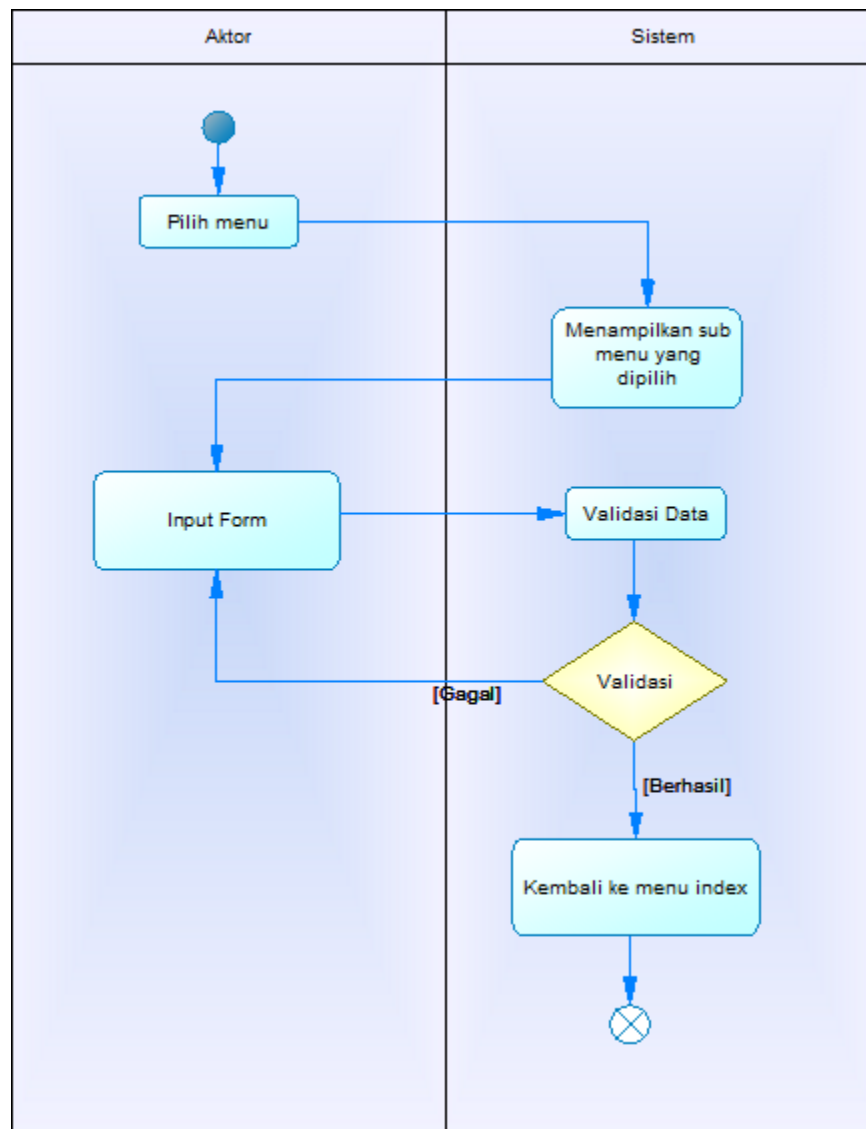 Aktor
Sistem
Pilih menu
Menampilkan sub
menu yang
dipilih
Input Form
Validasi Data
Validasi
[Gagal]
[Berhasil]
Kembali ke menu index